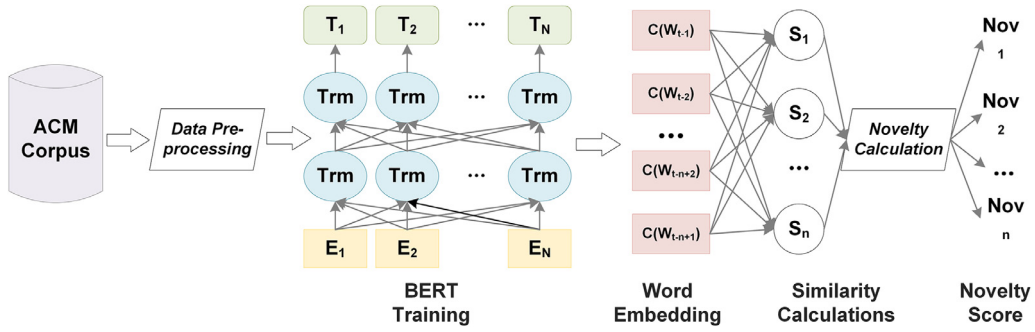 ACM
Corpus
Data Pre-
processing
T1 T2 ... TN
Trm Trm ... Trm
Trm Trm ... Trm
E1 E2 ... EN
BERT
Training
C(Wt-1)
C(Wt-2)
...
C(Wt-n+2)
C(Wt-n+1)
Word
Embedding
S1
S2
...
Sn
Similarity
Calculations
Novelty
Calculation
Nov
1
Nov
2
...
Nov
n
Novelty
Score